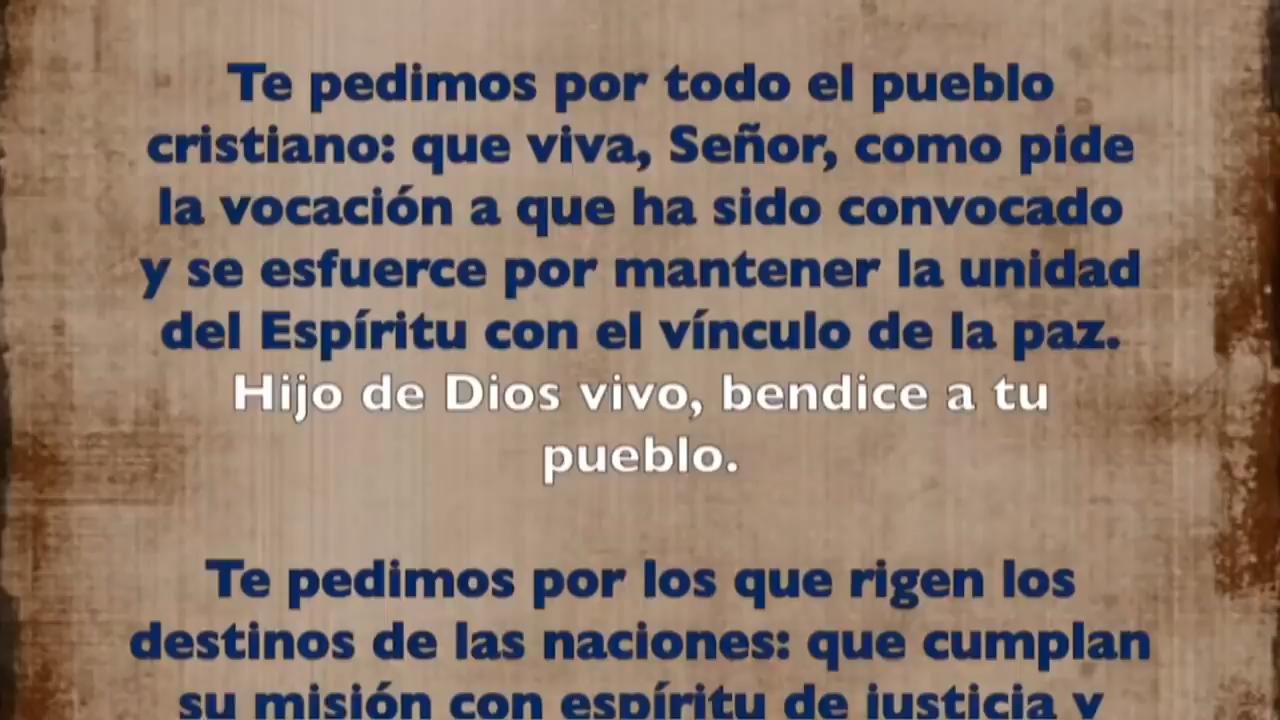 Te pedimos por todo el pueblo
cristiano: que viva, Señor, como pide
la vocación a que ha sido convocado
y se esfuerce por mantener la unidad
del Espíritu con el vínculo de la paz.
Hijo de Dios vivo, bendice a tu
pueblo.
Te pedimos por los que rigen los
destinos de las naciones: que cumplan
su misión con espíritu de justicia y